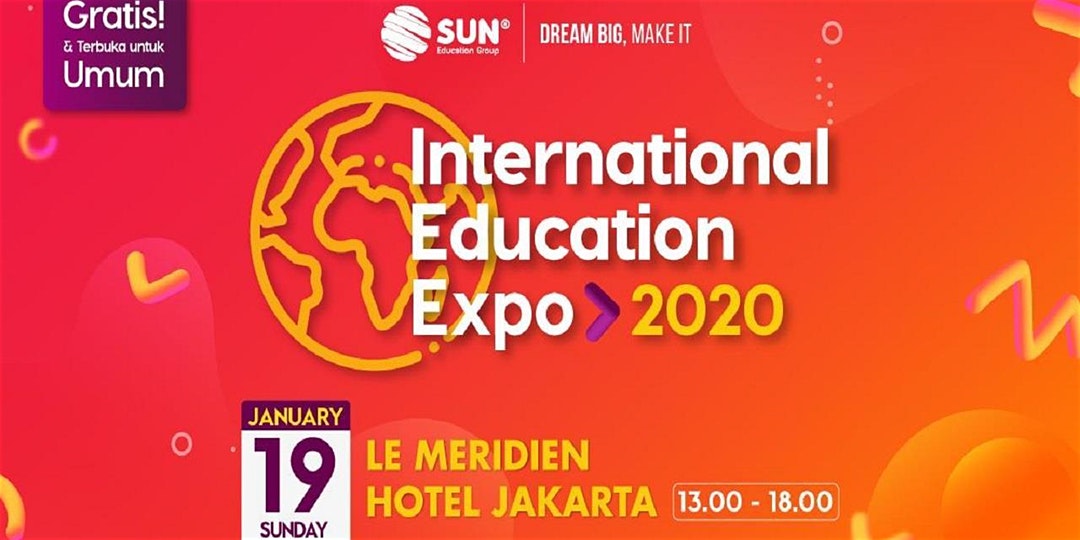 Gratis!
& Terbuka untuk
Umum
SUN®
Education Group
DREAM BIG, MAKE IT
International
Education
Expo > 2020
JANUARY
19
SUNDAY
LE MERIDIEN
HOTEL JAKARTA
13.00 - 18.00